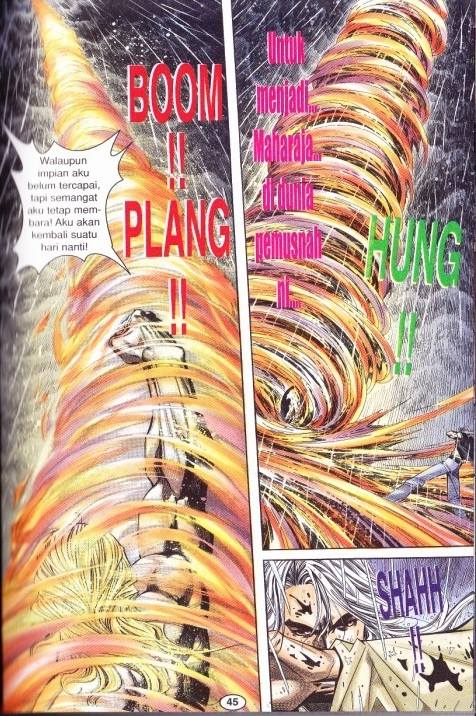 BOOM
!!
PLANG
!!
Walaupun
impian aku
belum tercapai,
tapi semangat
aku tetap mem-
bara! Aku akan
kembali suatu
hari nanti!
Untuk
menjadi...
Maharaja...
di dunia
pemusnah
ni...
HUNG
!!
SHAHH
!!
45